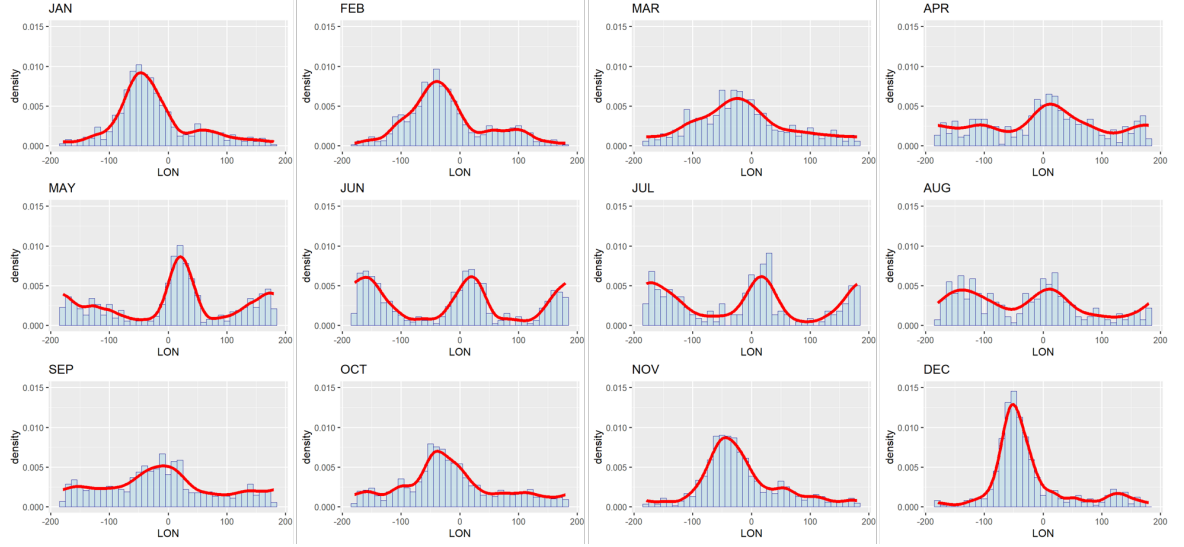 JAN FEB MAR APR
0.015 0.015 0.015 0.015
0.010 0.010 0.010 0.010
0.005 0.005 0.005 0.005
0.000 0.000 0.000 0.000
density density density density
-200 -100 0 100 200 -200 -100 0 100 200 -200 -100 0 100 200 -200 -100 0 100 200
LON LON LON LON
MAY JUN JUL AUG
0.015 0.015 0.015 0.015
0.010 0.010 0.010 0.010
0.005 0.005 0.005 0.005
0.000 0.000 0.000 0.000
density density density density
-200 -100 0 100 200 -200 -100 0 100 200 -200 -100 0 100 200 -200 -100 0 100 200
LON LON LON LON
SEP OCT NOV DEC
0.015 0.015 0.015 0.015
0.010 0.010 0.010 0.010
0.005 0.005 0.005 0.005
0.000 0.000 0.000 0.000
density density density density
-200 -100 0 100 200 -200 -100 0 100 200 -200 -100 0 100 200 -200 -100 0 100 200
LON LON LON LON